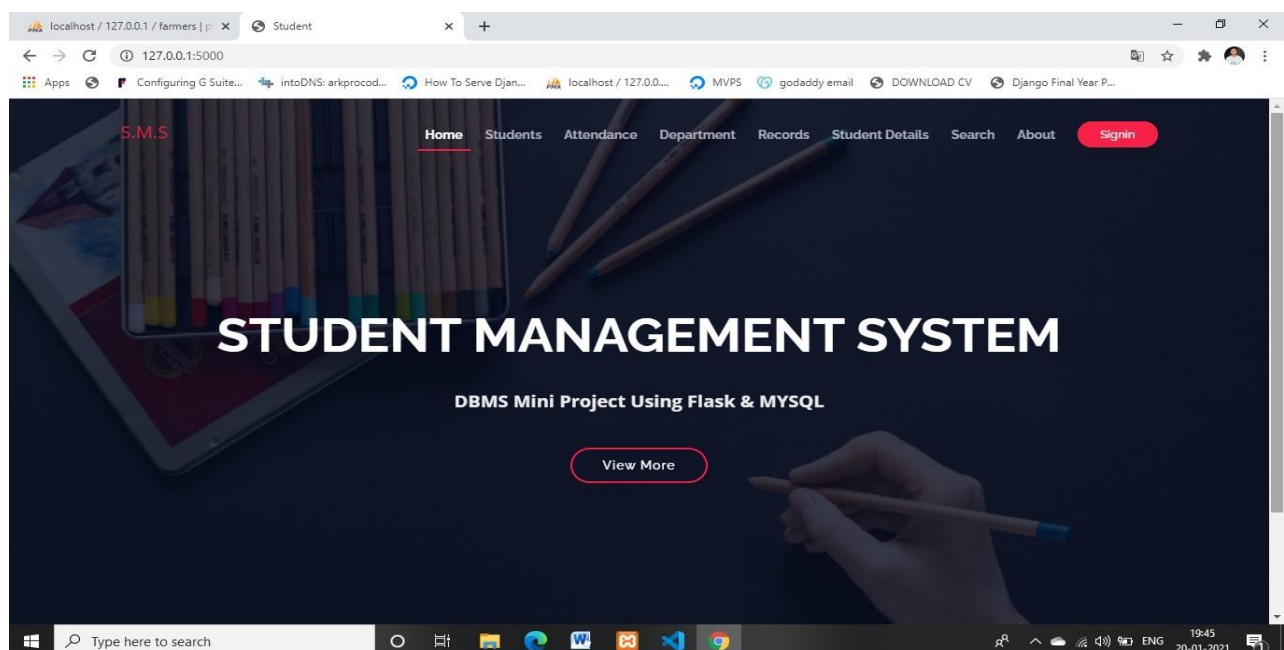 localhost / 127.0.0.1 / farmers | p
Student
127.0.0.1:5000
Apps
Configuring G Suite...
intoDNS: arkprocod...
How To Serve Djan...
localhost / 127.0.0....
MVPS
godaddy email
DOWNLOAD CV
Django Final Year P...
S.M.S
Home Students Attendance Department Records Student Details Search About Signin
STUDENT MANAGEMENT SYSTEM
DBMS Mini Project Using Flask & MYSQL
View More
Type here to search
ENG
19:45
20-01-2021